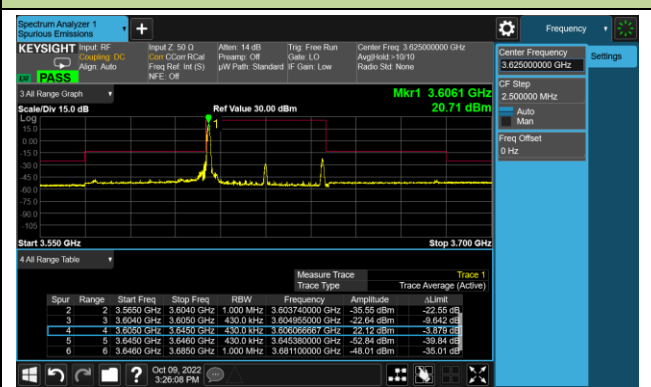 Spectrum Analyzer 1
Spurious Emissions
Frequency
KEYSIGHT
Input: RF
Coupling: DC
Align: Auto
Input Z: 50 Ω
Corr CCorr RCal
Freq Ref: Int (S)
NFE: Off
Atten: 14 dB
Preamp: Off
µW Path: Standard
Trig: Free Run
Gate: LO
IF Gain: Low
Center Freq: 3.625000000 GHz
Avg|Hold:>10/10
Radio Std: None
PASS
Center Frequency
3.625000000 GHz
Settings
CF Step
2.500000 MHz
Auto
Man
Freq Offset
0 Hz
3 All Range Graph
Mkr1 3.6061 GHz
Scale/Div 15.0 dB
Ref Value 30.00 dBm
20.71 dBm
Log
1
15.0
0.00
-15.0
-30.0
-45.0
-60.0
-75.0
-90.0
-105
Start 3.550 GHz
Stop 3.700 GHz
4 All Range Table
Measure Trace Trace 1
Trace Type Trace Average (Active)
Spur Range Start Freq Stop Freq RBW Frequency Amplitude ΔLimit
2 2 3.5650 GHz 3.6040 GHz 1.000 MHz 3.603740000 GHz -35.55 dBm -22.55 dB
3 3 3.6040 GHz 3.6050 GHz 430.0 kHz 3.604955000 GHz -22.64 dBm -9.642 dB
4 4 3.6050 GHz 3.6450 GHz 430.0 kHz 3.606066667 GHz 22.12 dBm -3.879 dB
5 5 3.6450 GHz 3.6460 GHz 430.0 kHz 3.645380000 GHz -52.84 dBm -39.84 dB
6 6 3.6460 GHz 3.6850 GHz 1.000 MHz 3.681100000 GHz -48.01 dBm -35.01 dB
Oct 09, 2022
3:26:08 PM